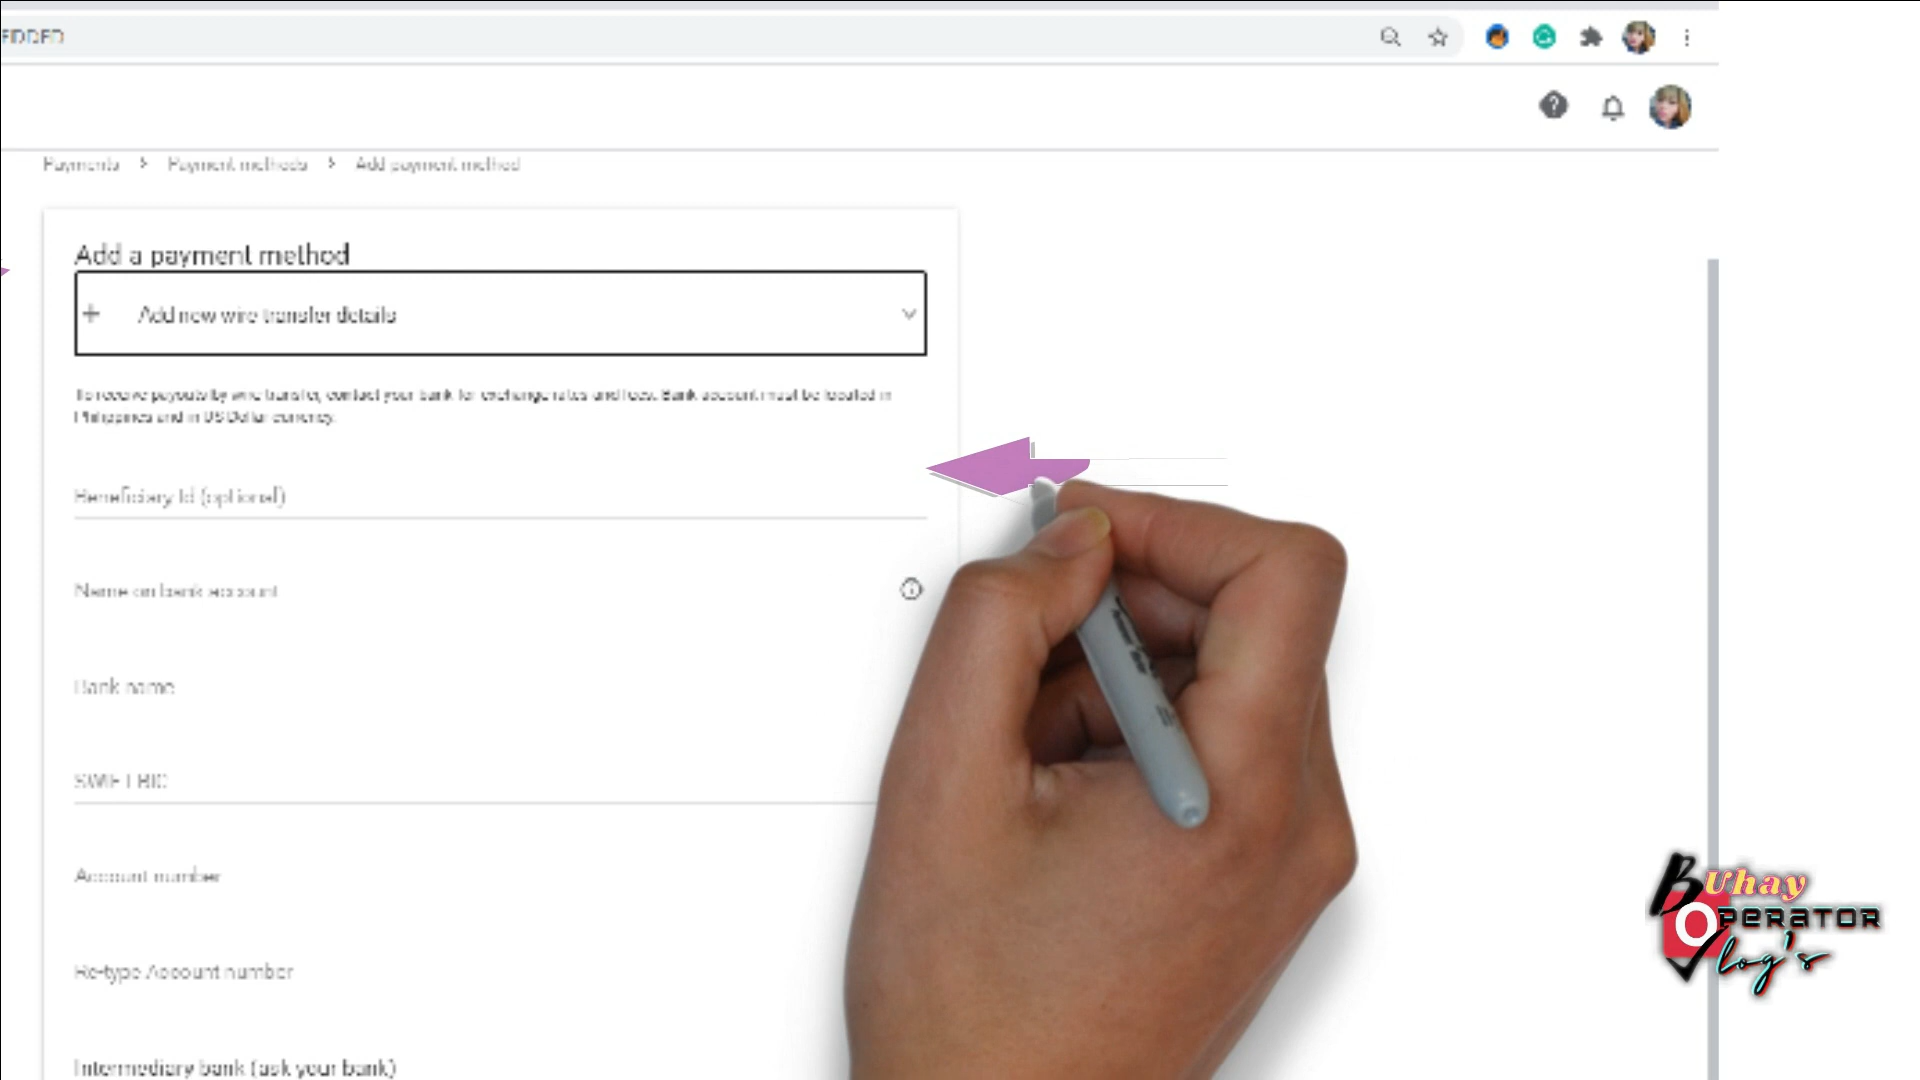 Payments > Payment methods > Add payment method
Add a payment method
+ Add new wire transfer details
To receive payouts by wire transfer, contact your bank for exchange rates and fees. Bank account must be located in
Philippines and in US Dollar currency.
Beneficiary Id (optional)
Name on bank account
Bank name
SWIFT BIC
Account number
Re-type Account number
Intermediary bank (ask your bank)
Buhay
OPERATOR
Vlog's